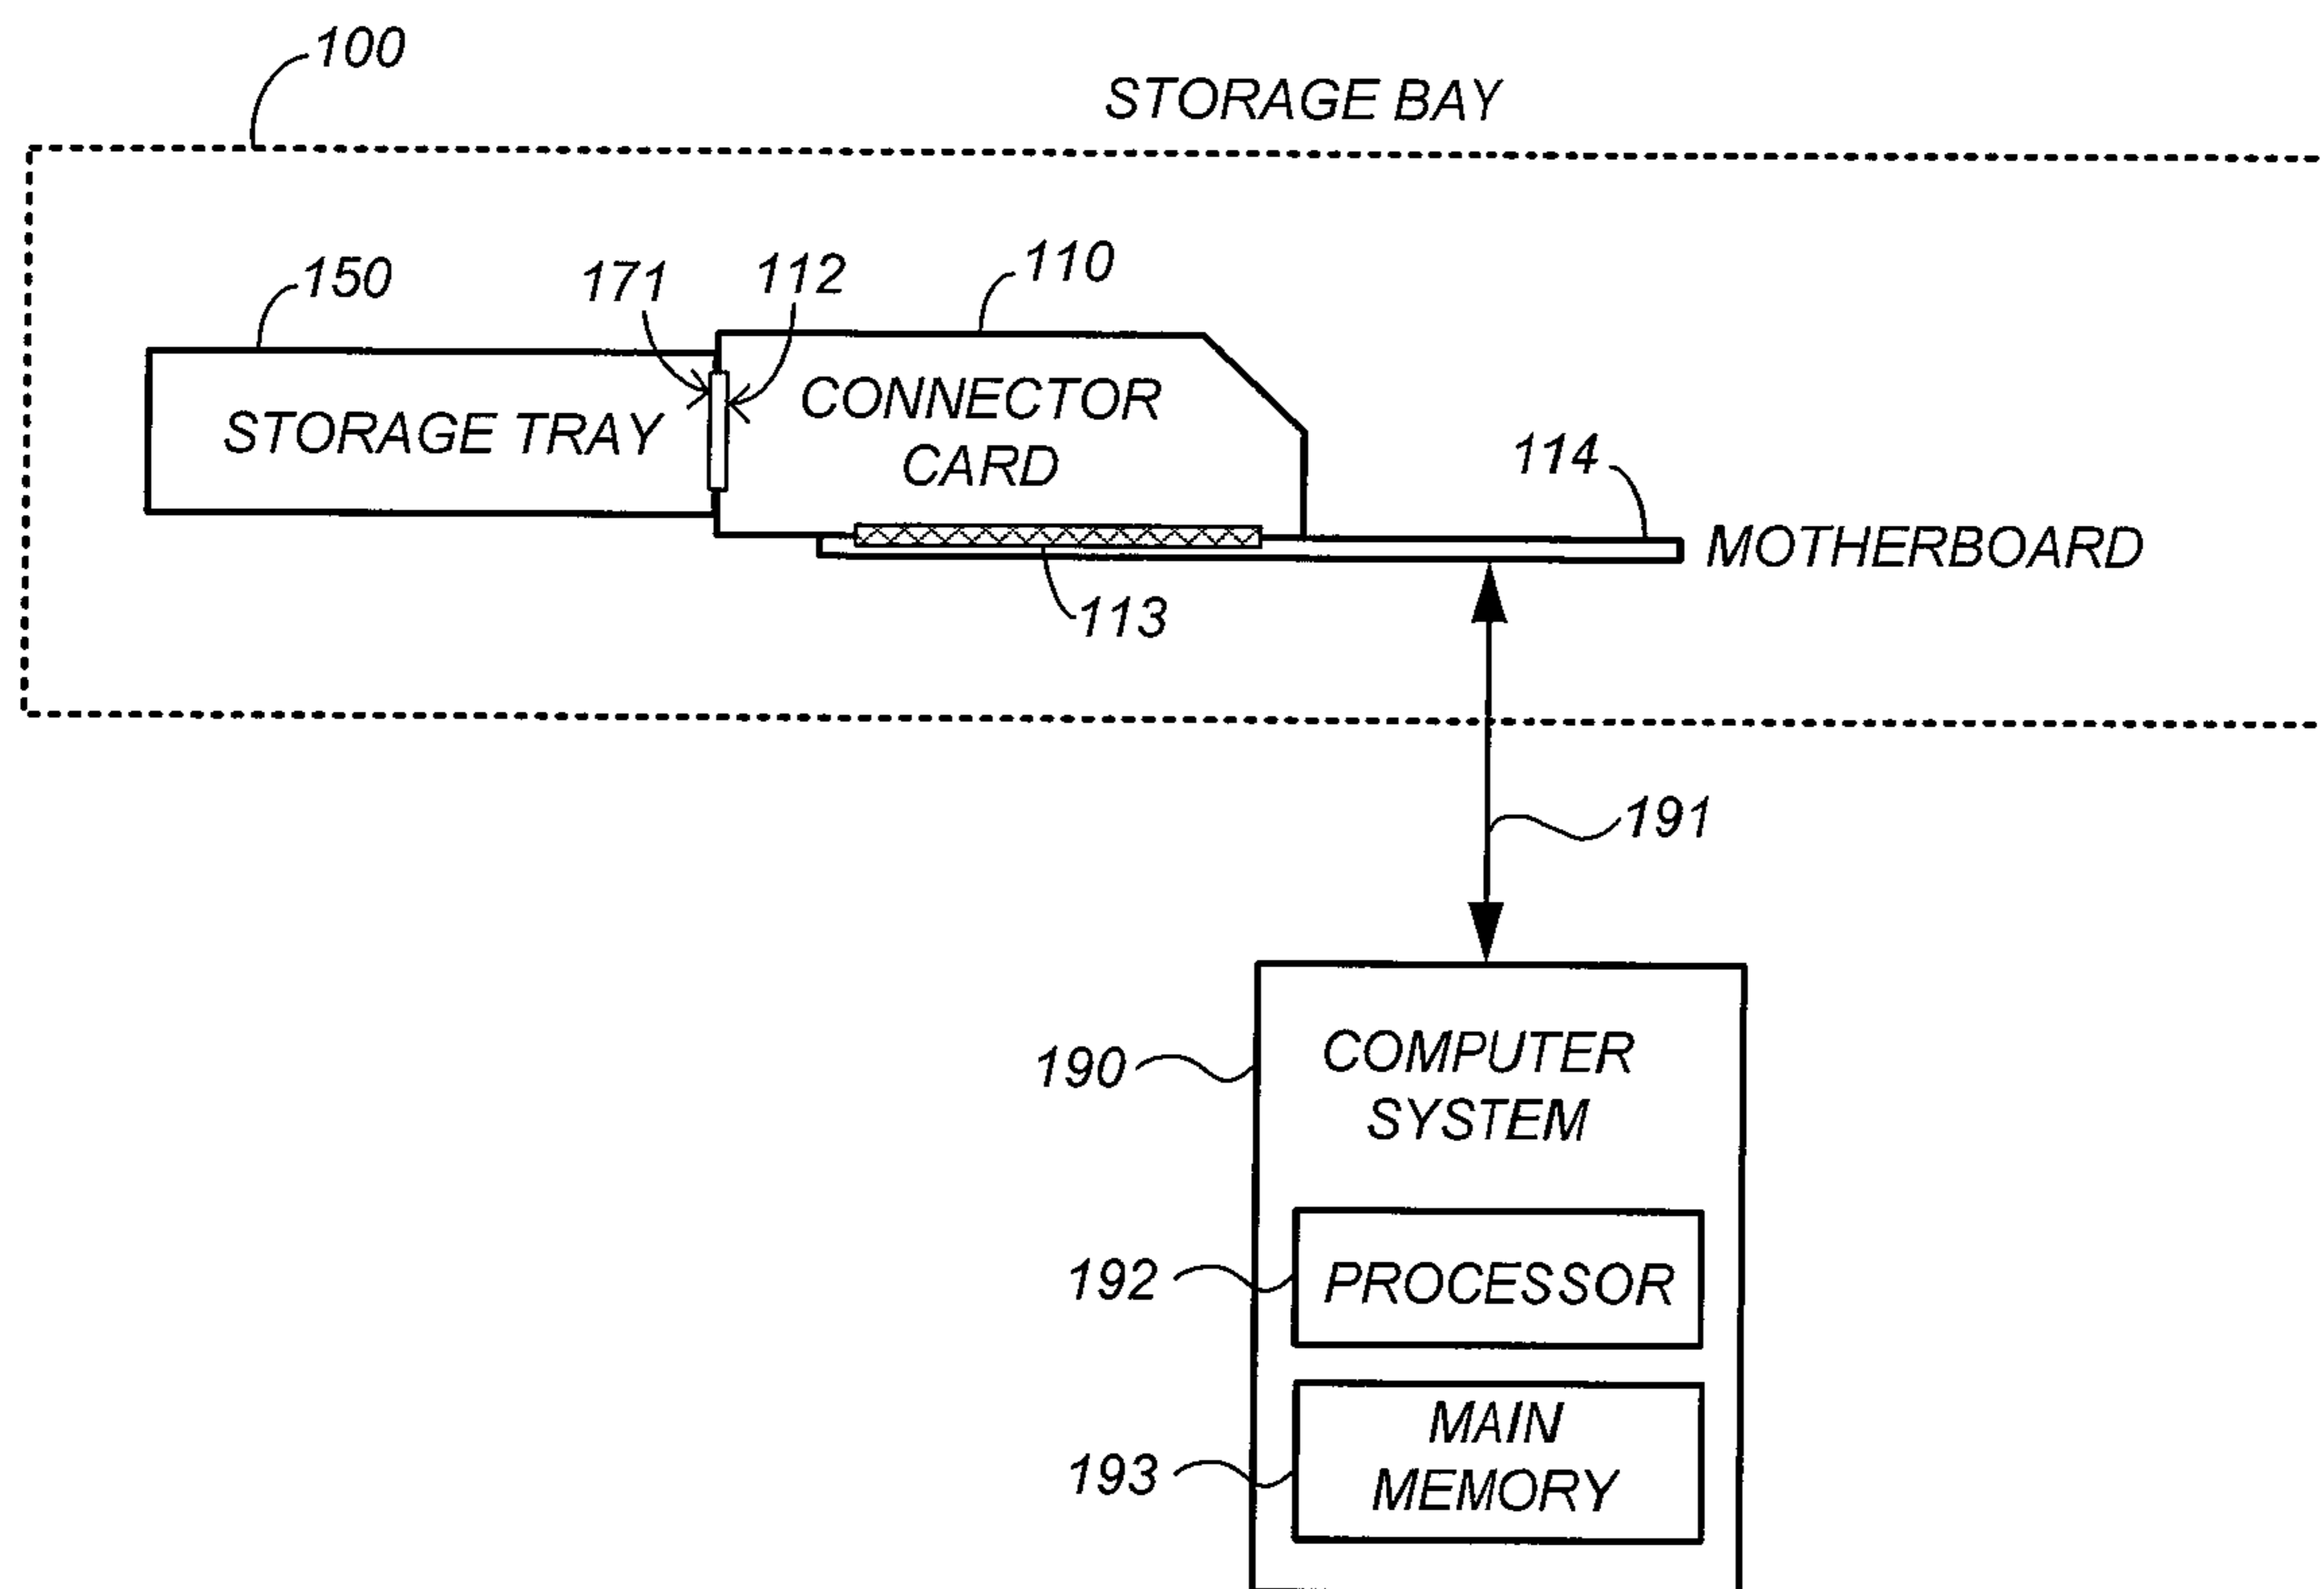 100
STORAGE BAY
150
171
112
110
STORAGE TRAY
CONNECTOR
CARD
114
MOTHERBOARD
113
191
190
COMPUTER
SYSTEM
192
PROCESSOR
193
MAIN
MEMORY